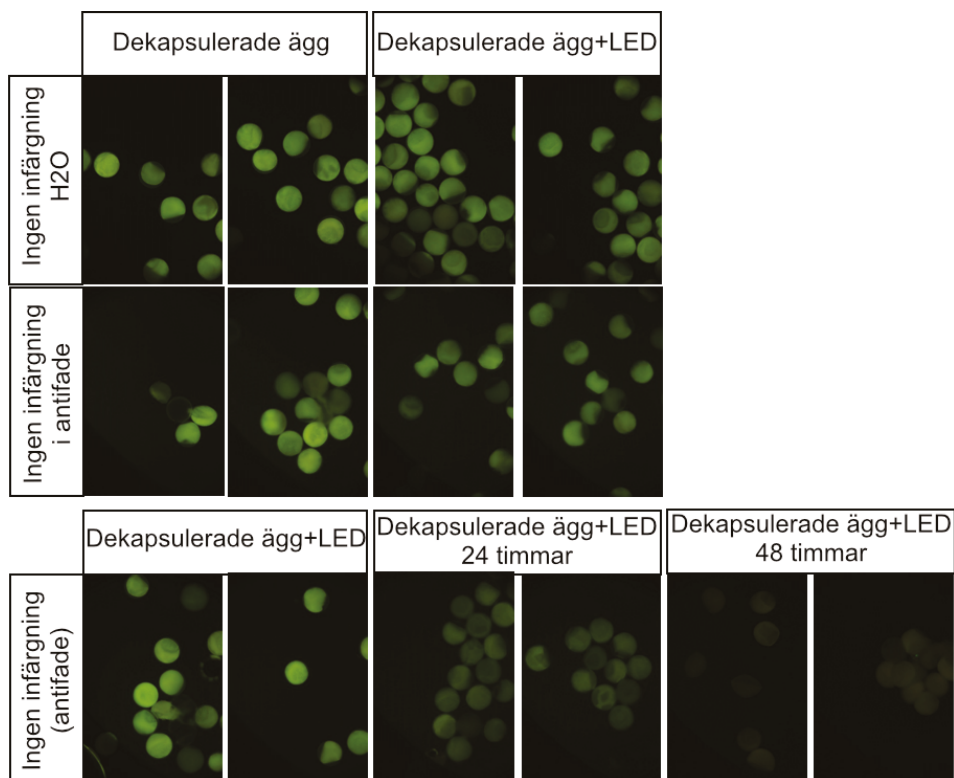 Dekapsulerade ägg
Dekapsulerade ägg+LED
Ingen infärgning
H2O
Ingen infärgning
i antifade
Dekapsulerade ägg+LED
Dekapsulerade ägg+LED
24 timmar
Dekapsulerade ägg+LED
48 timmar
Ingen infärgning
(antifade)